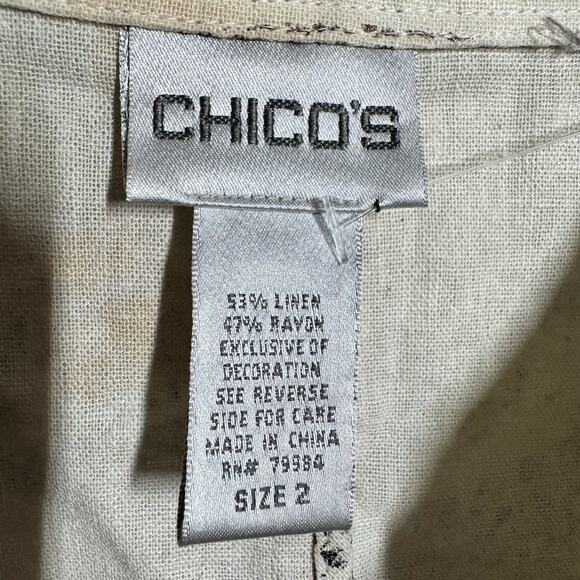 CHICO'S
53% LINEN
47% RAYON
EXCLUSIVE OF
DECORATION
SEE REVERSE
SIDE FOR CARE
MADE IN CHINA
RN# 79984
SIZE 2